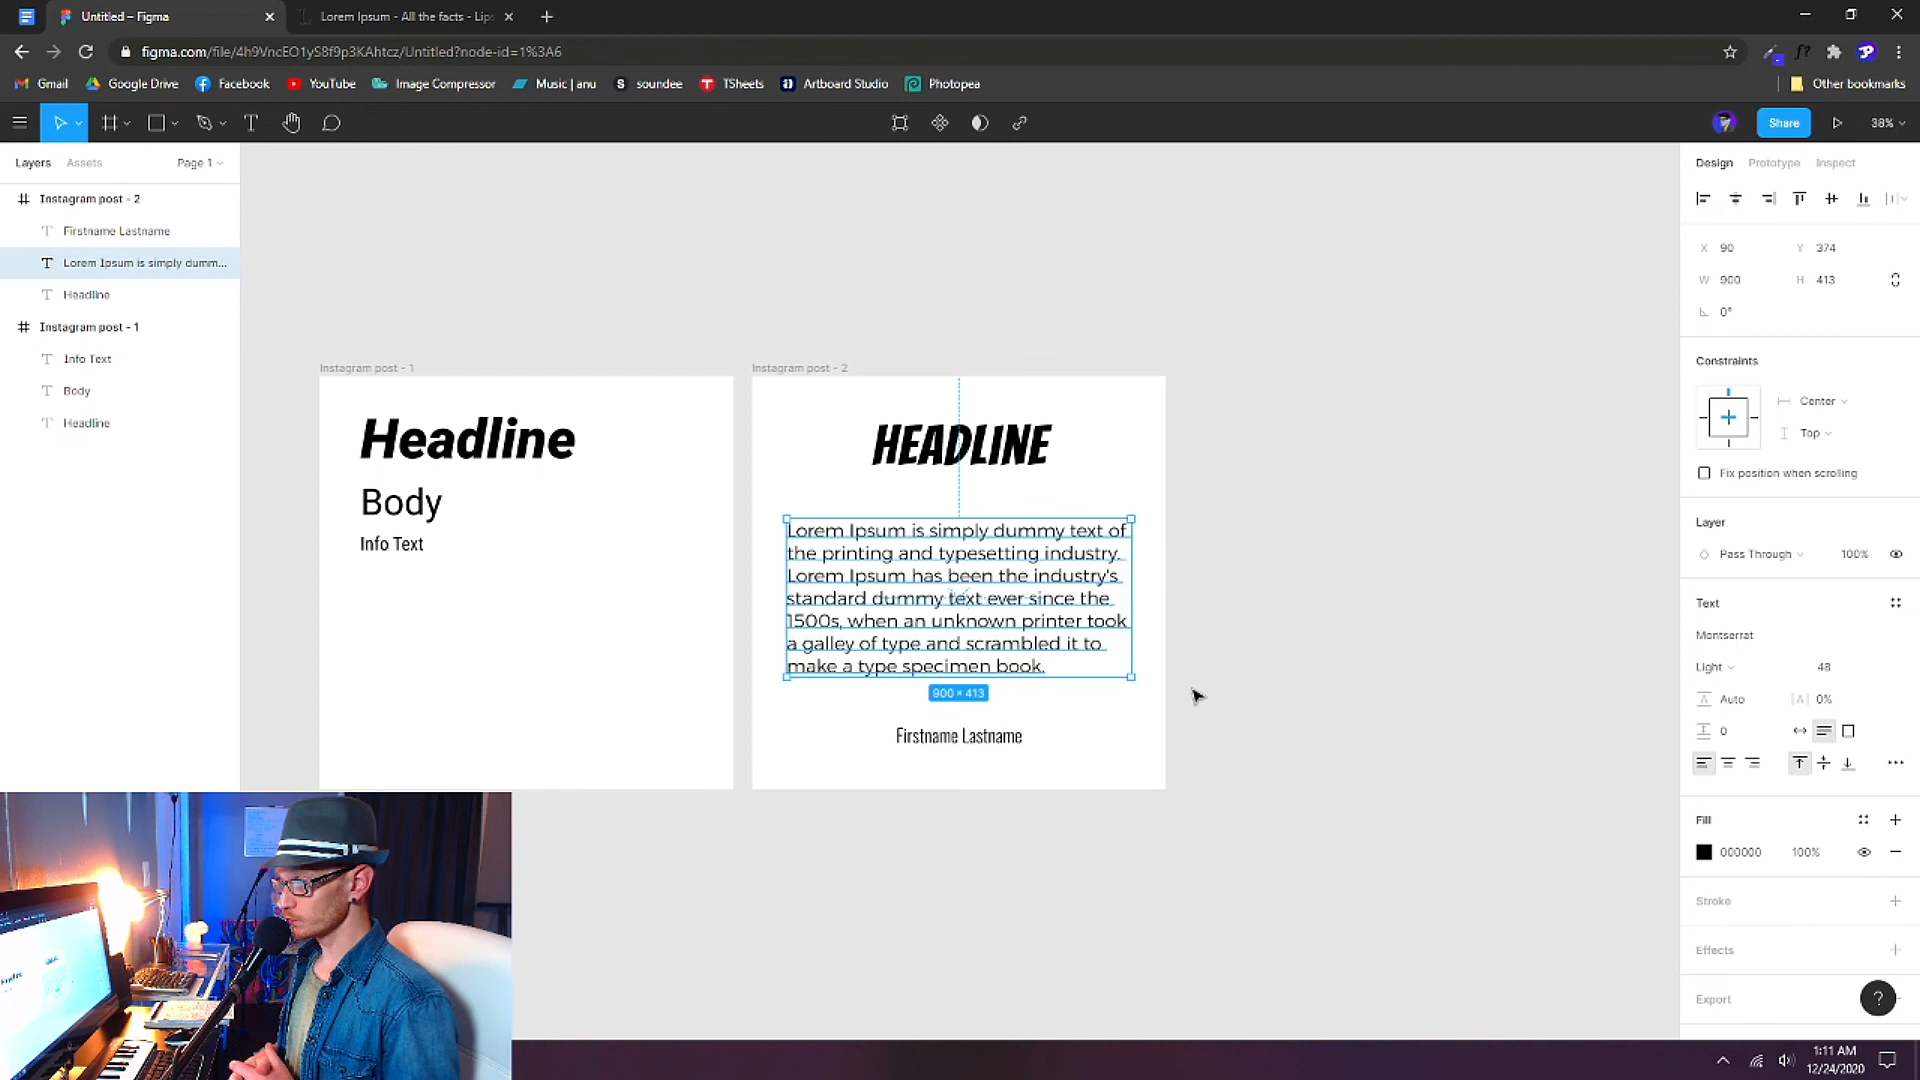 Untitled – Figma
Lorem Ipsum - All the facts - Lips
figma.com/file/4h9VncEO1yS8f9p3KAhtcz/Untitled?node-id=1%3A6
Gmail
Google Drive
Facebook
YouTube
Image Compressor
Music | anu
soundee
TSheets
Artboard Studio
Photopea
Other bookmarks
Share
38%
Layers
Assets
Page 1
Instagram post - 2
Firstname Lastname
Lorem Ipsum is simply dumm...
Headline
Instagram post - 1
Info Text
Body
Headline
Instagram post - 1
Headline
Body
Info Text
Instagram post - 2
HEADLINE
Lorem Ipsum is simply dummy text of
the printing and typesetting industry.
Lorem Ipsum has been the industry's
standard dummy text ever since the
1500s, when an unknown printer took
a galley of type and scrambled it to
make a type specimen book.
900 × 413
Firstname Lastname
Design
Prototype
Inspect
X 90
Y 374
W 900
H 413
0°
Constraints
Center
Top
Fix position when scrolling
Layer
Pass Through
100%
Text
Montserrat
Light
48
Auto
0%
0
Fill
000000
100%
Stroke
Effects
Export
?
1:11 AM
12/24/2020